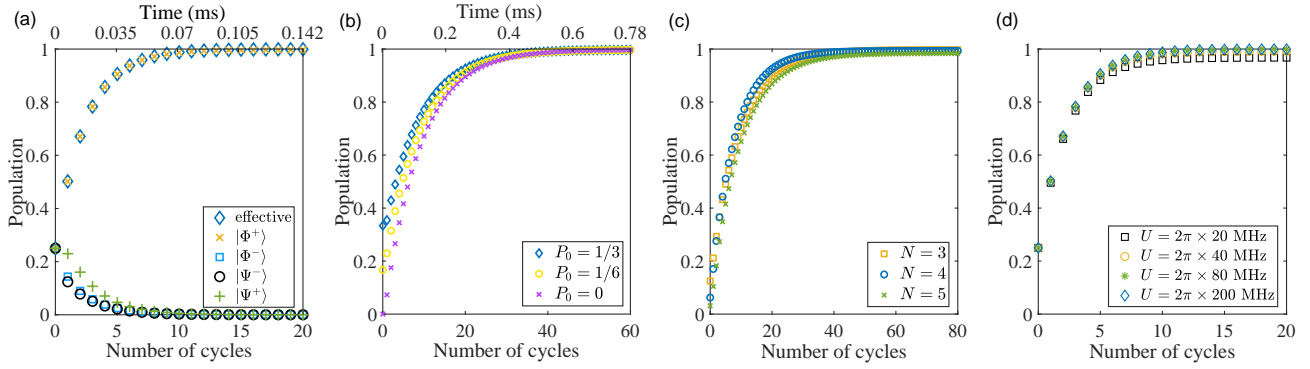 (a)
Time (ms)
0 0.035 0.07 0.105 0.142
1
0.8
0.6
0.4
0.2
0
Population
effective
|Φ⁺⟩
|Φ⁻⟩
|Ψ⁻⟩
|Ψ⁺⟩
0 5 10 15 20
Number of cycles
(b)
Time (ms)
0 0.2 0.4 0.6 0.78
1
0.8
0.6
0.4
0.2
0
Population
P₀ = 1/3
P₀ = 1/6
P₀ = 0
0 20 40 60
Number of cycles
(c)
1
0.8
0.6
0.4
0.2
0
Population
N = 3
N = 4
N = 5
0 20 40 60 80
Number of cycles
(d)
1
0.8
0.6
0.4
0.2
0
Population
U = 2π × 20 MHz
U = 2π × 40 MHz
U = 2π × 80 MHz
U = 2π × 200 MHz
0 5 10 15 20
Number of cycles